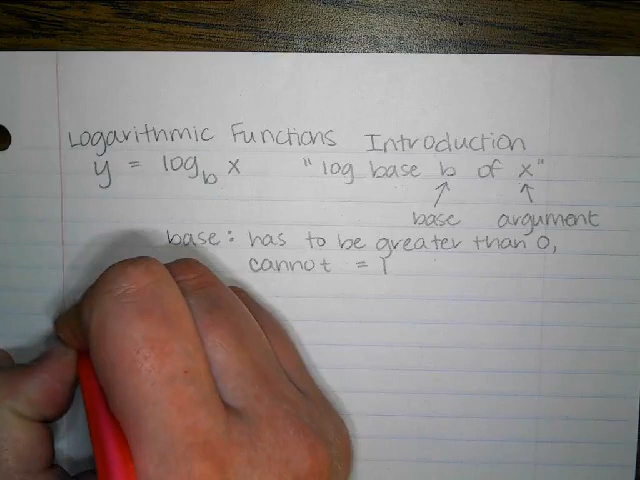 Logarithmic Functions Introduction
y = log_b x "log base b of x"
↑ ↑
base argument
base: has to be greater than 0,
cannot = 1